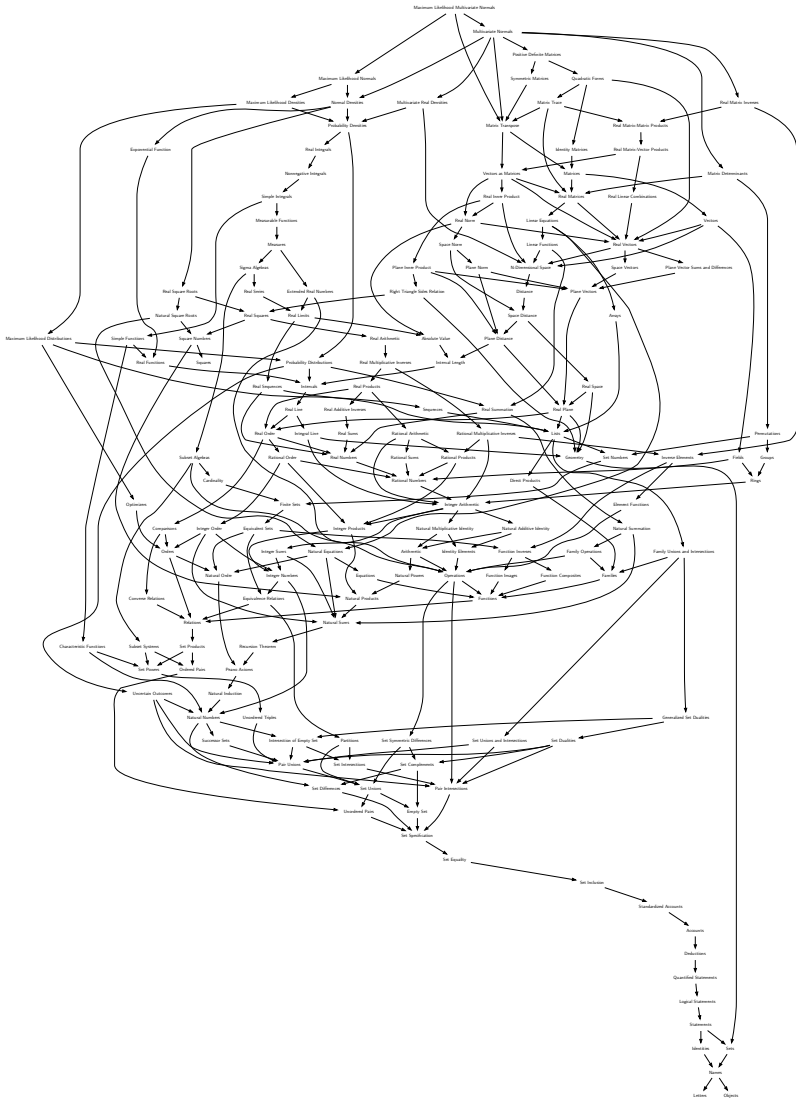 Maximum Likelihood Multivariate Normals
Multivariate Normals
Positive Definite Matrices
Maximum Likelihood Normals
Symmetric Matrices
Quadratic Forms
Maximum Likelihood Densities
Normal Densities
Multivariate Real Densities
Matrix Trace
Real Matrix Inverses
Probability Densities
Matrix Transpose
Real Matrix-Matrix Products
Exponential Function
Real Integrals
Identity Matrices
Real Matrix-Vector Products
Nonnegative Integrals
Vectors as Matrices
Matrices
Matrix Determinants
Simple Integrals
Real Inner Product
Real Matrices
Real Linear Combinations
Measurable Functions
Real Norm
Linear Equations
Vectors
Measures
Space Norm
Linear Functions
Real Vectors
Sigma Algebras
Plane Inner Product
Plane Norm
N-Dimensional Space
Space Vectors
Plane Vector Sums and Differences
Real Square Roots
Real Series
Extended Real Numbers
Right Triangle Sides Relation
Distance
Plane Vectors
Natural Square Roots
Real Squares
Real Limits
Space Distance
Arrays
Maximum Likelihood Distributions
Simple Functions
Square Numbers
Real Arithmetic
Absolute Value
Plane Distance
Real Functions
Squares
Probability Distributions
Real Multiplicative Inverses
Interval Length
Real Sequences
Intervals
Real Products
Real Space
Real Line
Real Additive Inverses
Sequences
Real Summation
Real Plane
Real Order
Integral Line
Real Sums
Rational Arithmetic
Rational Multiplicative Inverses
Lists
Permutations
Subset Algebras
Rational Order
Real Numbers
Rational Sums
Rational Products
Geometry
Set Numbers
Inverse Elements
Fields
Groups
Cardinality
Rational Numbers
Direct Products
Rings
Optimizers
Finite Sets
Integer Arithmetic
Element Functions
Comparisons
Integer Order
Equivalent Sets
Integer Products
Natural Multiplicative Identity
Natural Additive Identity
Natural Summation
Orders
Integer Sums
Natural Equations
Arithmetic
Identity Elements
Function Inverses
Family Operations
Family Unions and Intersections
Natural Order
Integer Numbers
Equations
Natural Powers
Operations
Function Images
Function Composites
Families
Concrete Relations
Equivalence Relations
Natural Products
Functions
Relations
Natural Sums
Characteristic Functions
Subset Systems
Set Products
Recursion Theorem
Set Powers
Ordered Pairs
Peano Axioms
Uncertain Outcomes
Natural Induction
Natural Numbers
Unordered Triples
Generalized Set Dualities
Successor Sets
Intersection of Empty Set
Partitions
Set Symmetric Differences
Set Unions and Intersections
Set Dualities
Pair Unions
Set Intersections
Set Complements
Set Differences
Set Unions
Pair Intersections
Unordered Pairs
Empty Set
Set Specification
Set Equality
Set Inclusion
Standardized Accounts
Accounts
Deductions
Quantified Statements
Logical Statements
Statements
Identities
Sets
Names
Letters
Objects